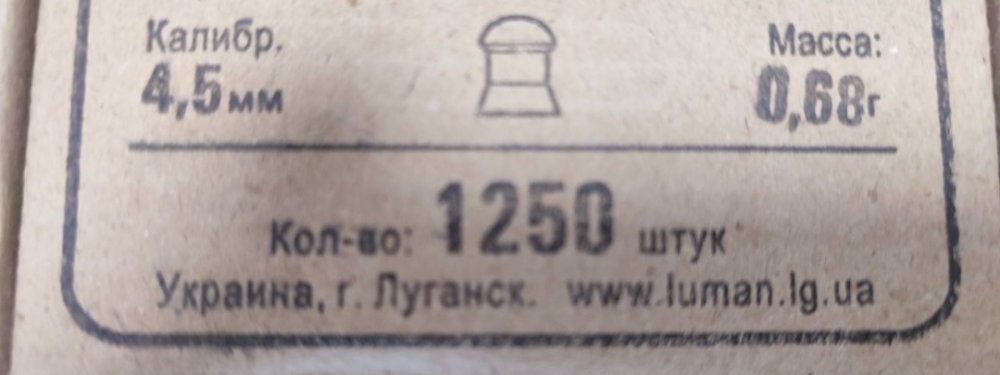 Калибр. Масса:
4,5мм 0,68г
Кол-во: 1250 штук
Украина, г. Луганск. www.luman.lg.ua